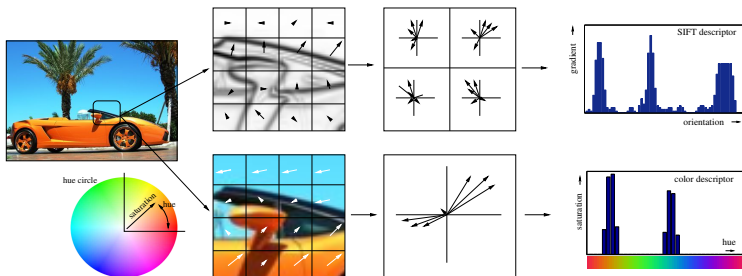 SIFT descriptor
gradient
orientation
hue circle
saturation
hue
color descriptor
saturation
hue